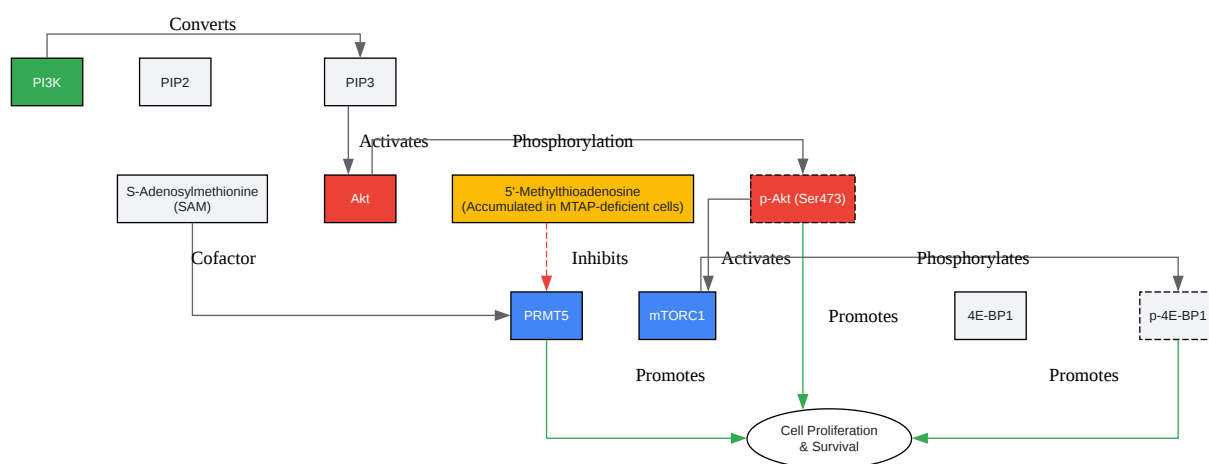 Converts
PI3K
PIP2
PIP3
Activates
Phosphorylation
S-Adenosylmethionine
(SAM)
Akt
5'-Methylthioadenosine
(Accumulated in MTAP-deficient cells)
p-Akt (Ser473)
Cofactor
Inhibits
Activates
Phosphorylates
PRMT5
mTORC1
Promotes
4E-BP1
p-4E-BP1
Promotes
Promotes
Cell Proliferation
& Survival